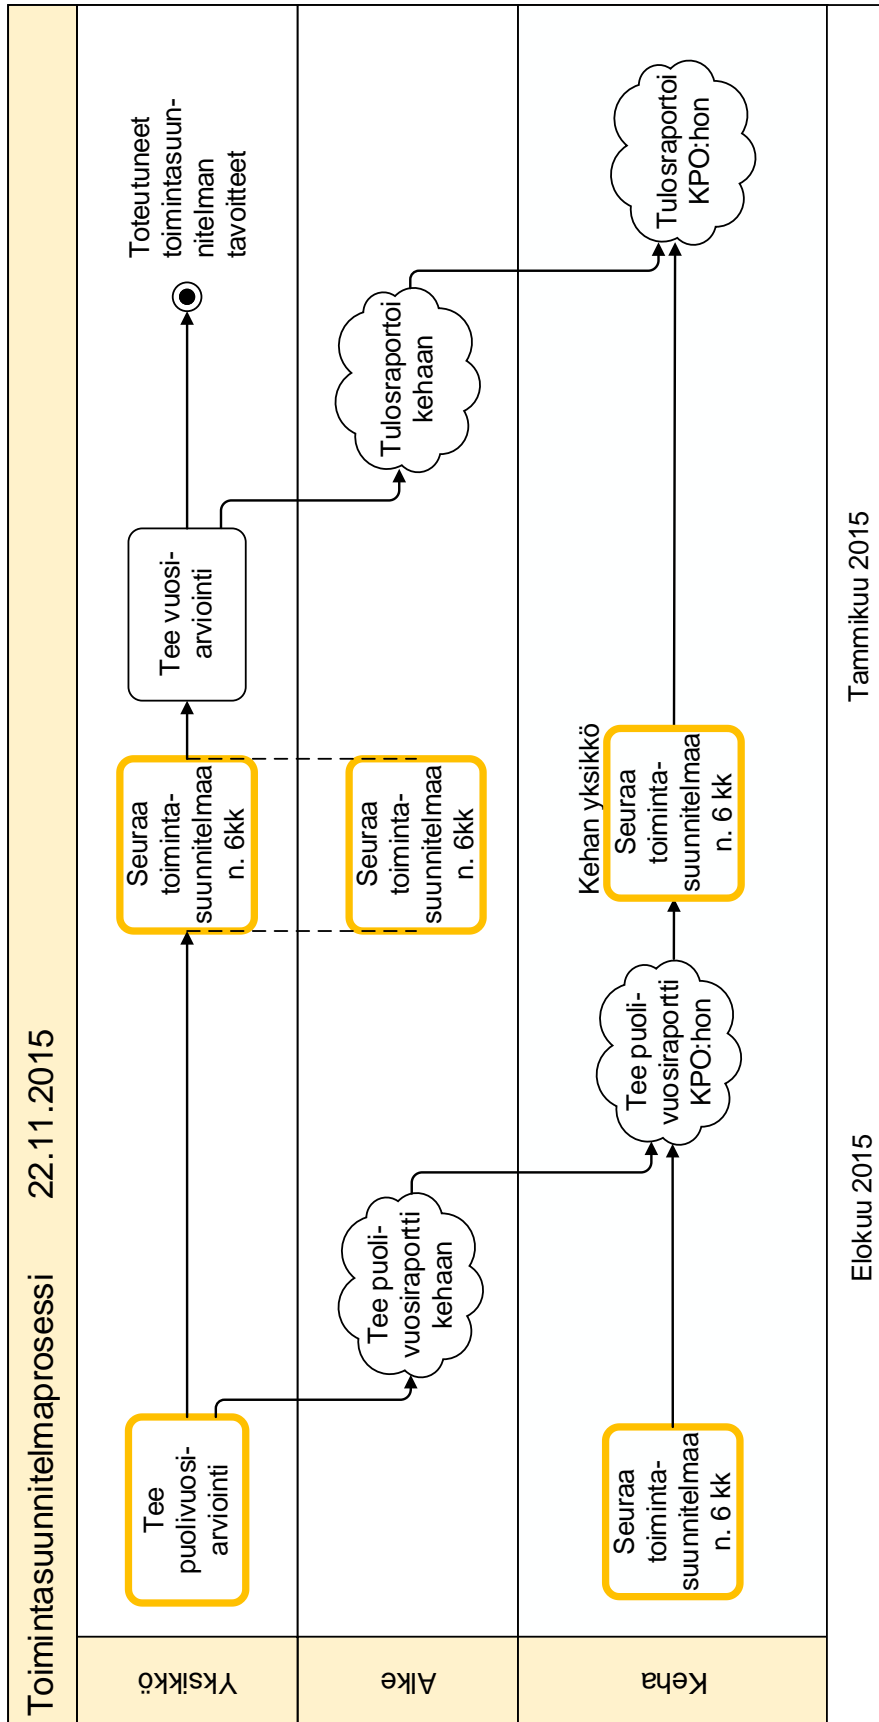 Toimintasuunnitelmaprosessi 22.11.2015
Yksikkö
Tee
puolivuosi-
arviointi
Seuraa
toiminta-
suunnitelmaa
n. 6kk
Tee vuosi-
arviointi
Toteutuneet
toimintasuun-
nitelman
tavoitteet
Alke
Tee puoli-
vuosiraportti
kehaan
Seuraa
toiminta-
suunnitelmaa
n. 6kk
Tulosraportoi
kehaan
Keha
Seuraa
toiminta-
suunnitelmaa
n. 6 kk
Tee puoli-
vuosiraportti
KPO:hon
Kehan yksikkö
Seuraa
toiminta-
suunnitelmaa
n. 6 kk
Tulosraportoi
KPO:hon
Elokuu 2015
Tammikuu 2015